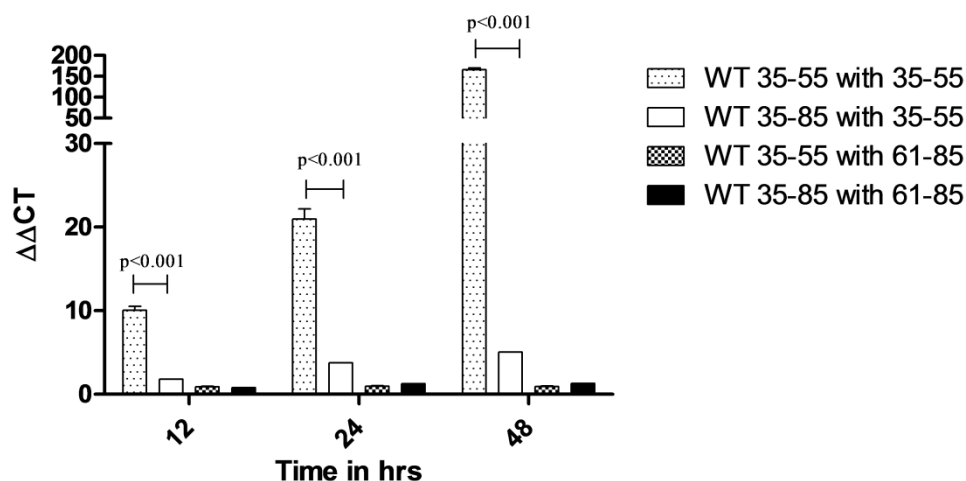 p<0.001
200
150
100
50
30
20
10
0
ΔΔCT
p<0.001
p<0.001
12
24
48
Time in hrs
WT 35-55 with 35-55
WT 35-85 with 35-55
WT 35-55 with 61-85
WT 35-85 with 61-85